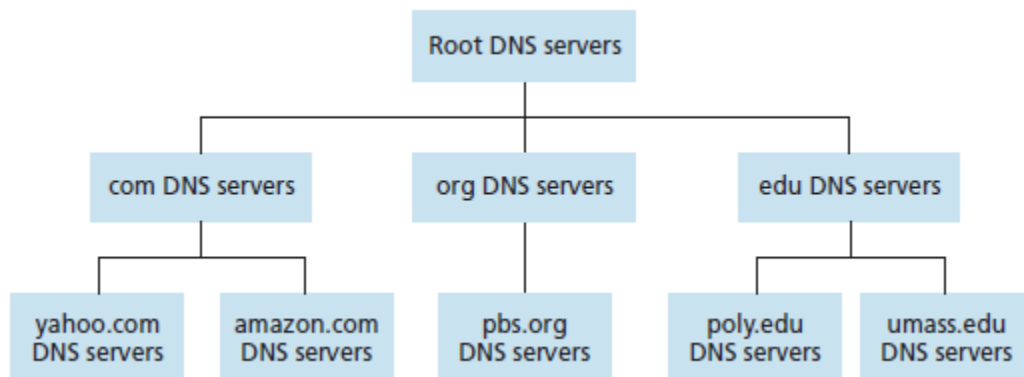 Root DNS servers
com DNS servers
org DNS servers
edu DNS servers
yahoo.com
DNS servers
amazon.com
DNS servers
pbs.org
DNS servers
poly.edu
DNS servers
umass.edu
DNS servers